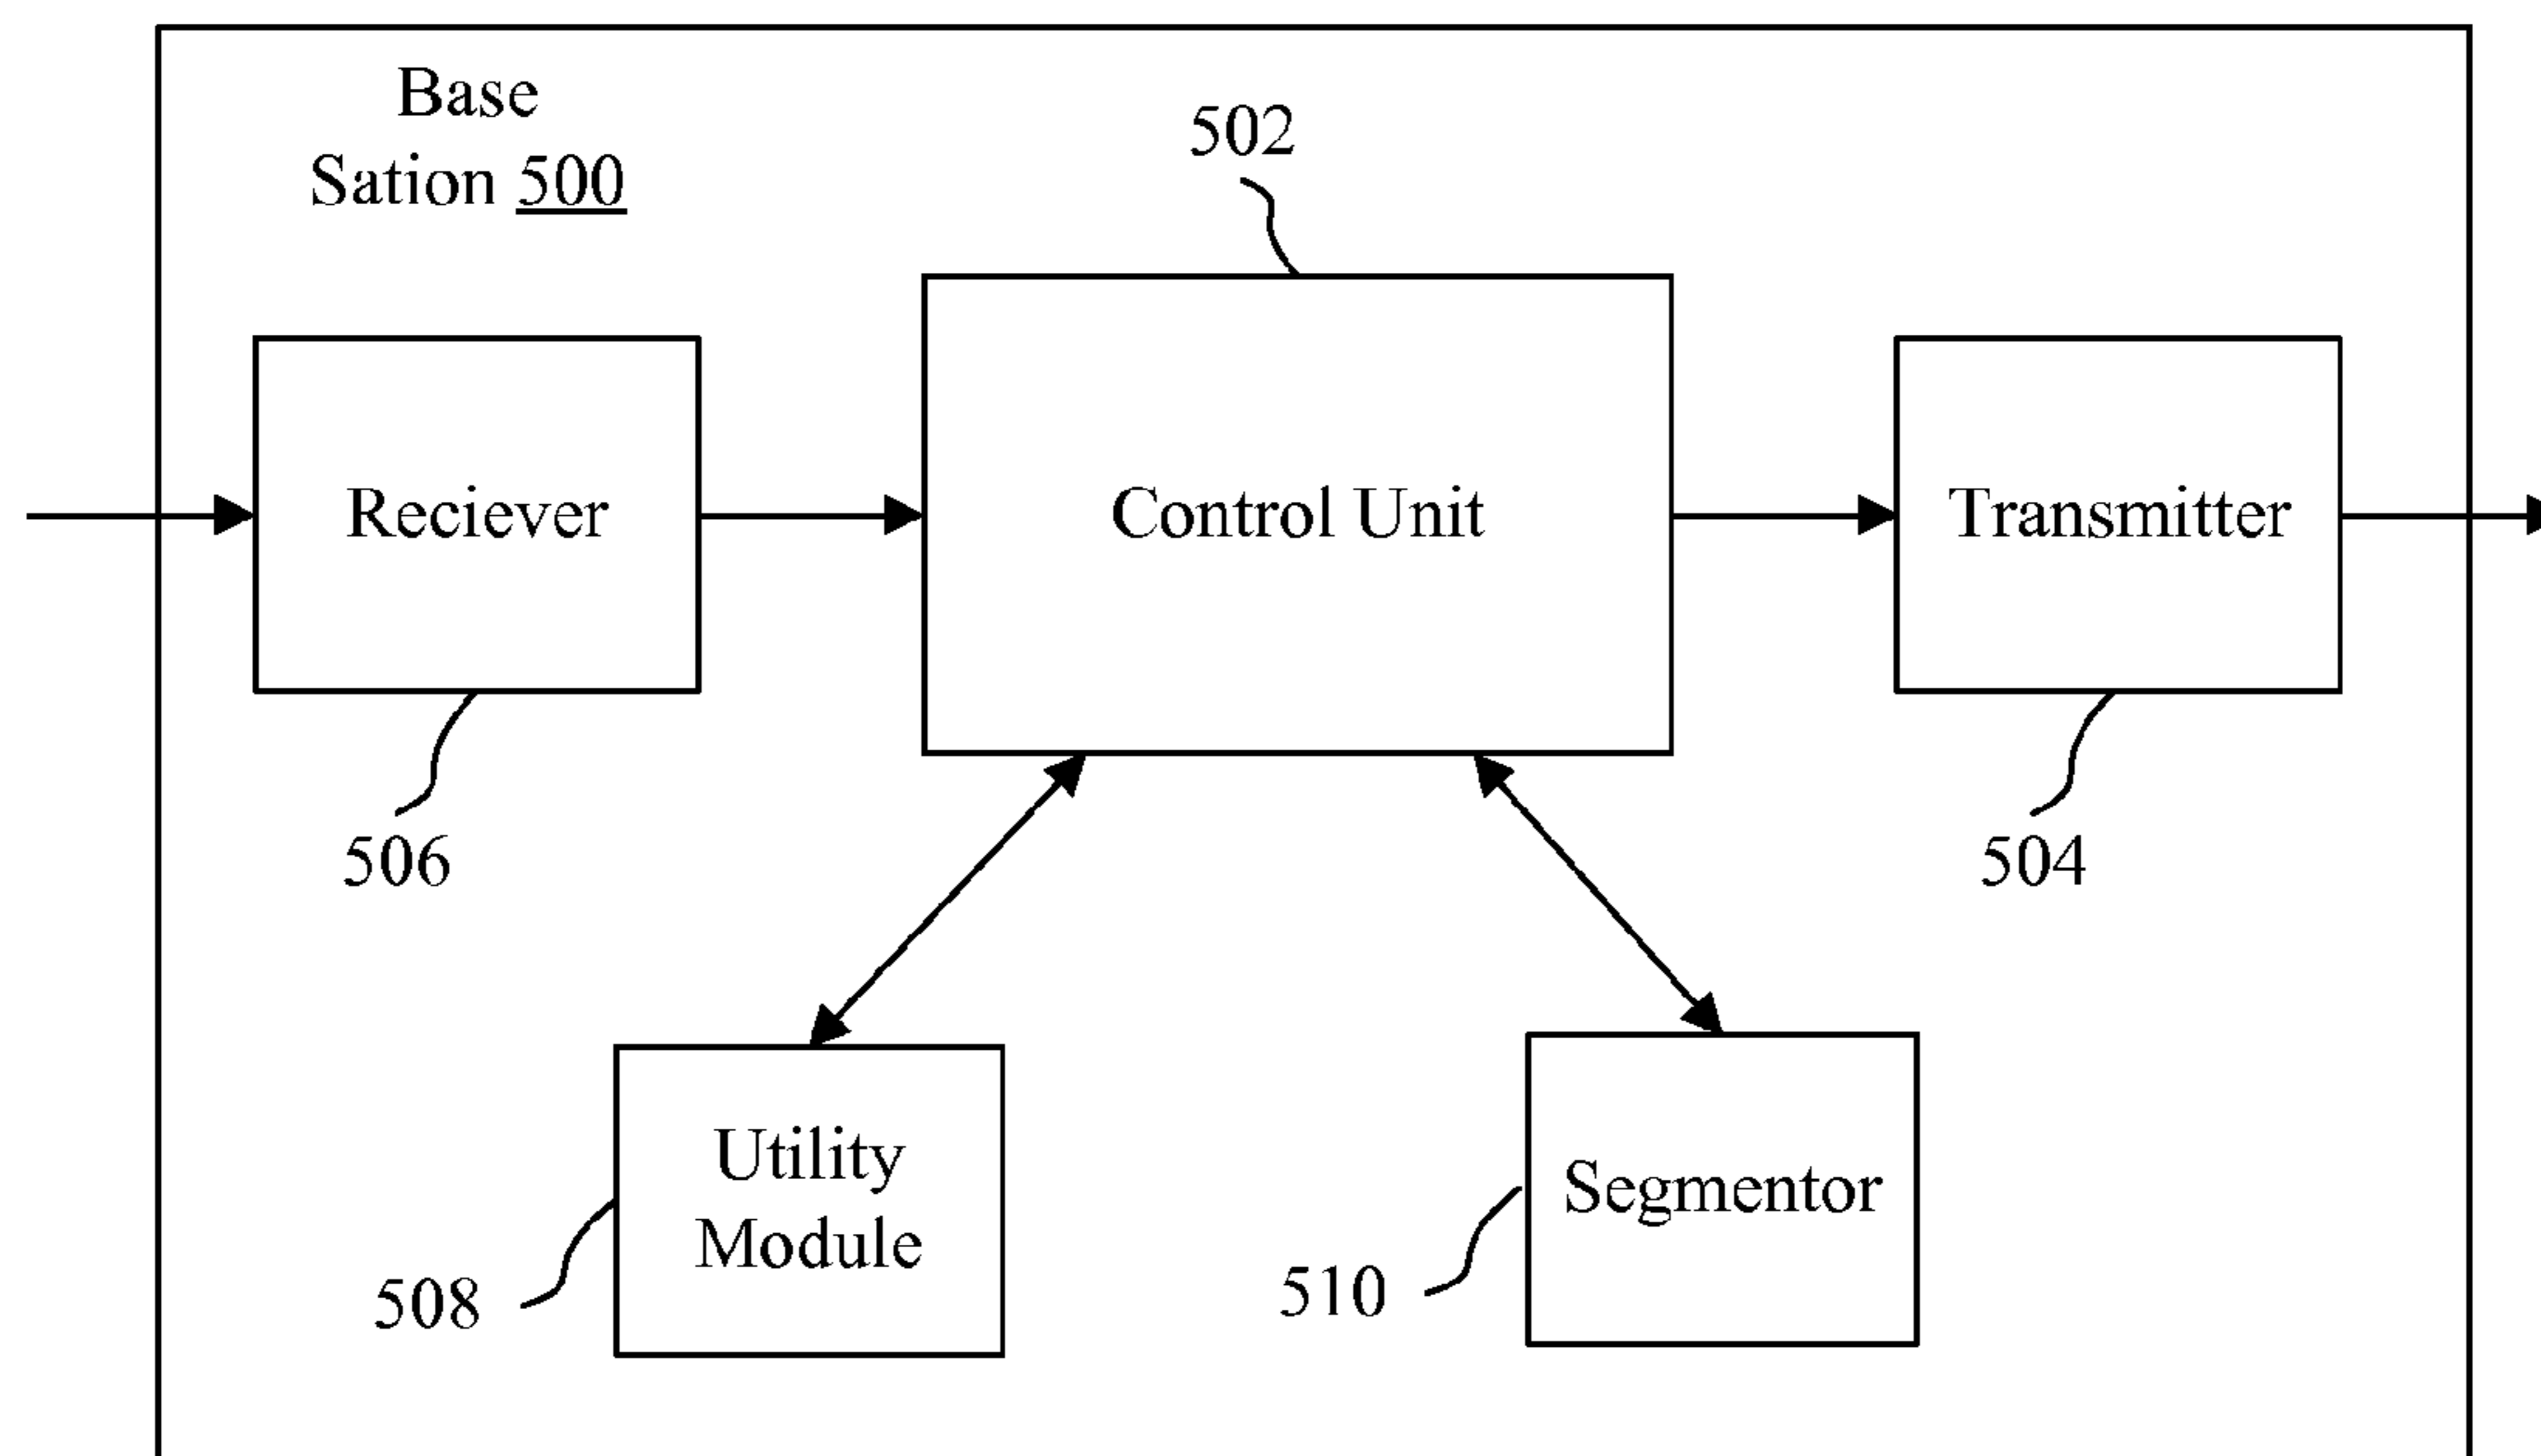 Base
Sation 500
502
Reciever
Control Unit
Transmitter
506
504
Utility
Module
Segmentor
508
510